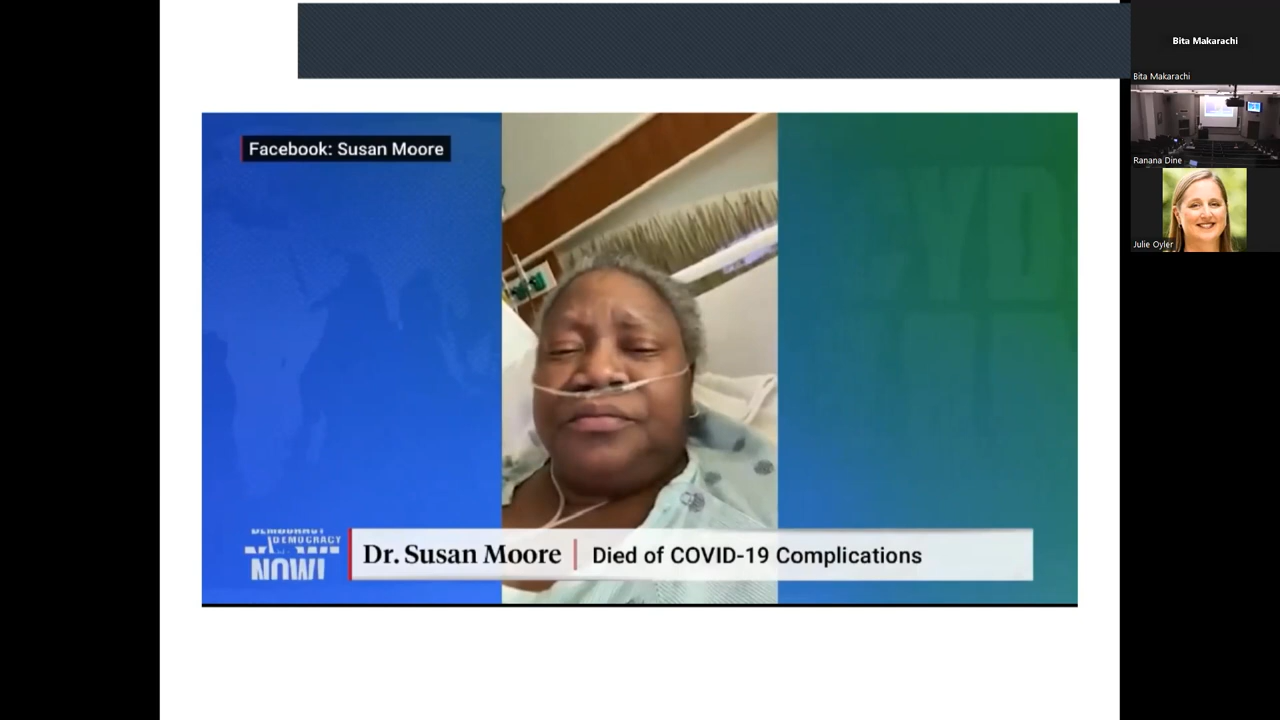 Facebook: Susan Moore
DEMOCRACY
DEMOCRACY
NOW!
Dr. Susan Moore | Died of COVID-19 Complications
Bita Makarachi
Bita Makarachi
Ranana Dine
Julie Oyler